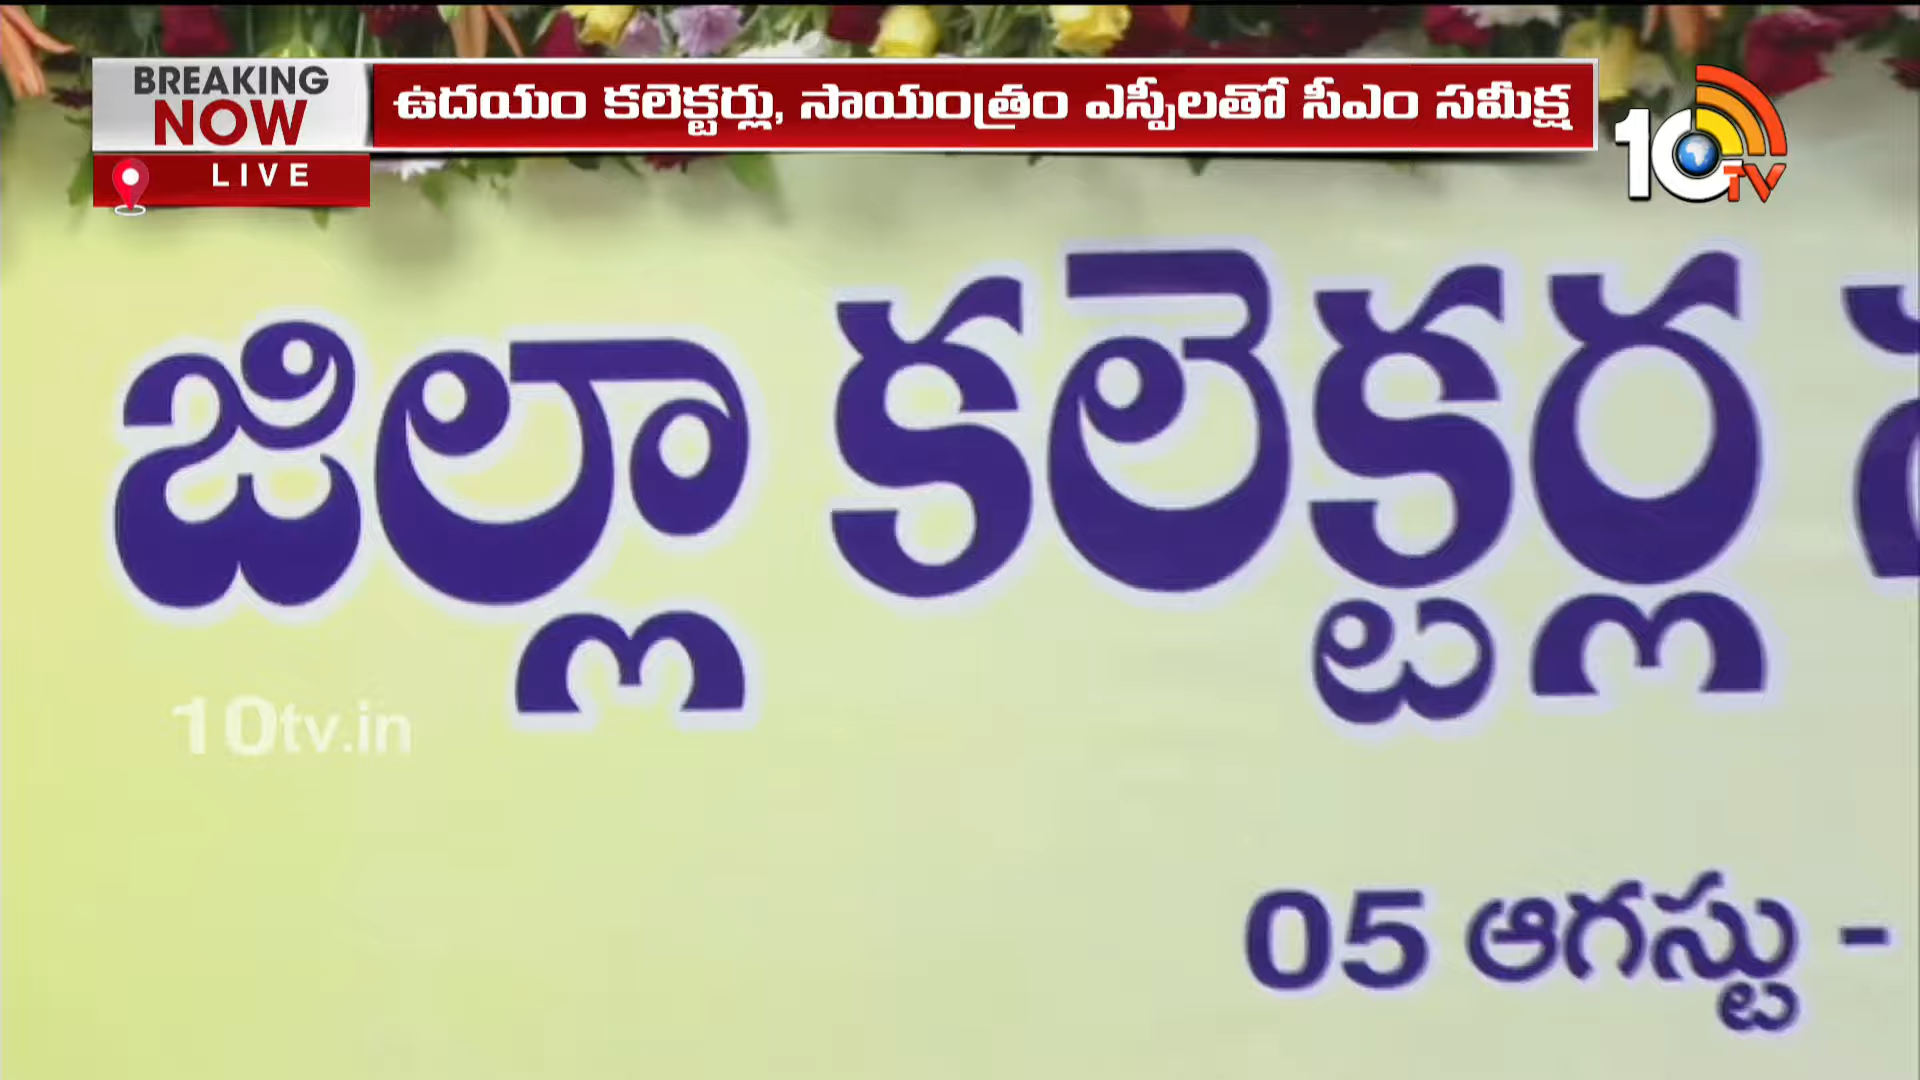 BREAKING
NOW
LIVE
ఉదయం కలెక్టర్లు, సాయంత్రం ఎస్పీలతో సీఎం సమీక్ష
10TV
జిల్లా కలెక్టర్ల
10tv.in
05 ఆగస్టు -